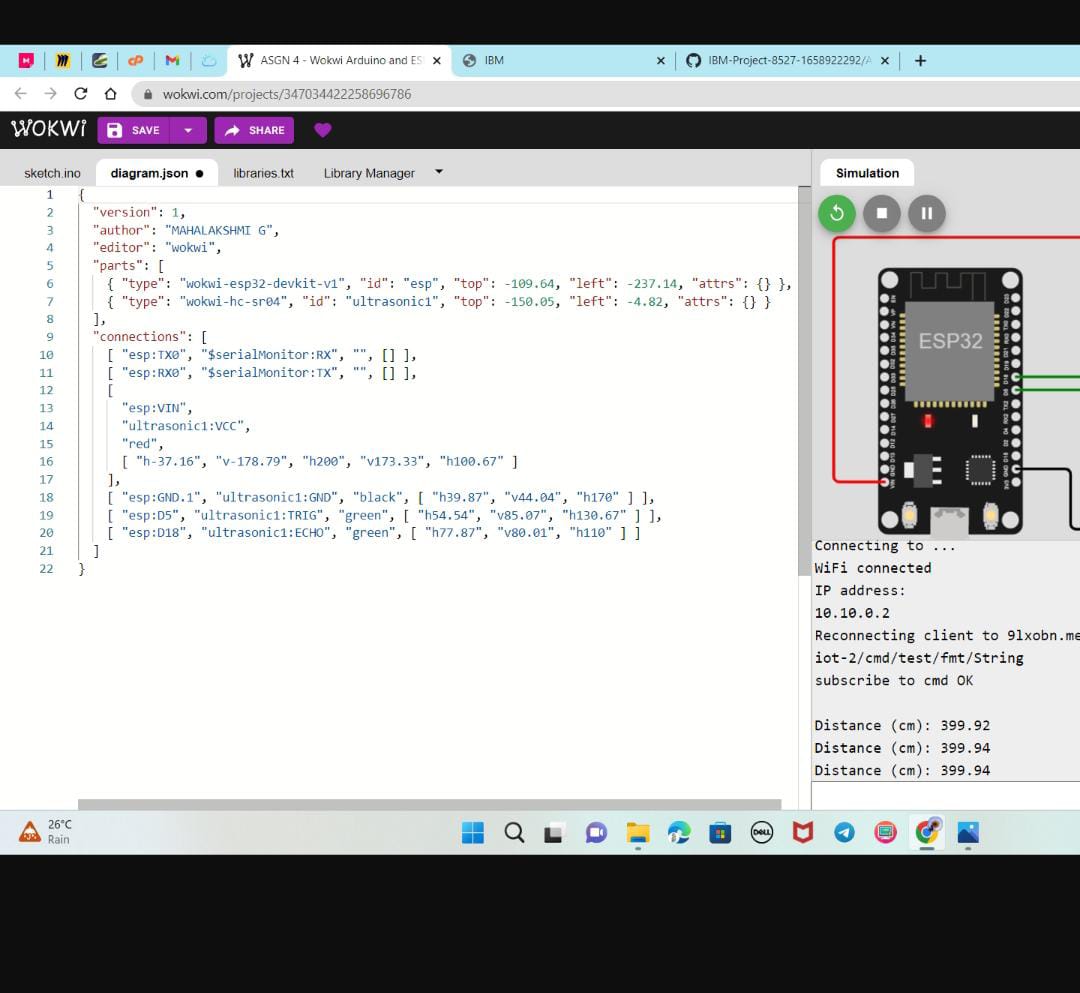 ASGN 4 - Wokwi Arduino and ES
IBM
IBM-Project-8527-1658922292/A
wokwi.com/projects/347034422258696786
WOKWi
SAVE
SHARE
sketch.ino
diagram.json
libraries.txt
Library Manager
Simulation
1 {
2 "version": 1,
3 "author": "MAHALAKSHMI G",
4 "editor": "wokwi",
5 "parts": [
6 { "type": "wokwi-esp32-devkit-v1", "id": "esp", "top": -109.64, "left": -237.14, "attrs": {} },
7 { "type": "wokwi-hc-sr04", "id": "ultrasonic1", "top": -150.05, "left": -4.82, "attrs": {} }
8 ],
9 "connections": [
10 [ "esp:TX0", "$serialMonitor:RX", "", [] ],
11 [ "esp:RX0", "$serialMonitor:TX", "", [] ],
12 [
13 "esp:VIN",
14 "ultrasonic1:VCC",
15 "red",
16 [ "h-37.16", "v-178.79", "h200", "v173.33", "h100.67" ]
17 ],
18 [ "esp:GND.1", "ultrasonic1:GND", "black", [ "h39.87", "v44.04", "h170" ] ],
19 [ "esp:D5", "ultrasonic1:TRIG", "green", [ "h54.54", "v85.07", "h130.67" ] ],
20 [ "esp:D18", "ultrasonic1:ECHO", "green", [ "h77.87", "v80.01", "h110" ] ]
21 ]
22 }
ESP32
Connecting to ...
WiFi connected
IP address:
10.10.0.2
Reconnecting client to 9lxobn.me
iot-2/cmd/test/fmt/String
subscribe to cmd OK
Distance (cm): 399.92
Distance (cm): 399.94
Distance (cm): 399.94
26°C
Rain
DELL